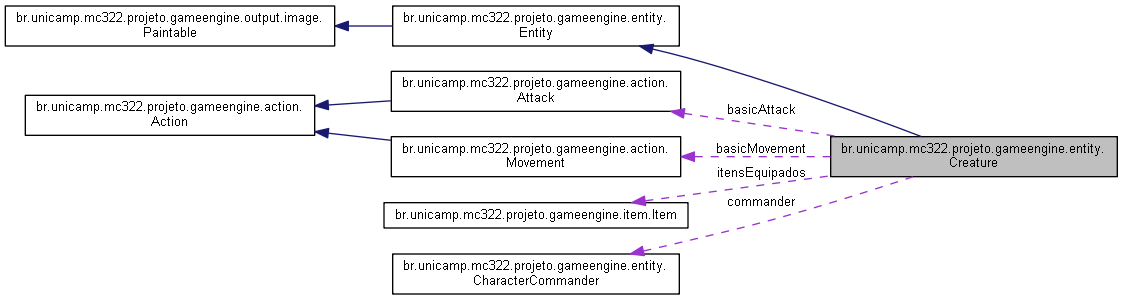 br.unicamp.mc322.projeto.gameengine.output.image.
Paintable
br.unicamp.mc322.projeto.gameengine.entity.
Entity
br.unicamp.mc322.projeto.gameengine.action.
Attack
br.unicamp.mc322.projeto.gameengine.action.
Action
basicAttack
br.unicamp.mc322.projeto.gameengine.action.
Movement
basicMovement
br.unicamp.mc322.projeto.gameengine.entity.
Creature
itensEquipados
br.unicamp.mc322.projeto.gameengine.item.Item
commander
br.unicamp.mc322.projeto.gameengine.entity.
CharacterCommander